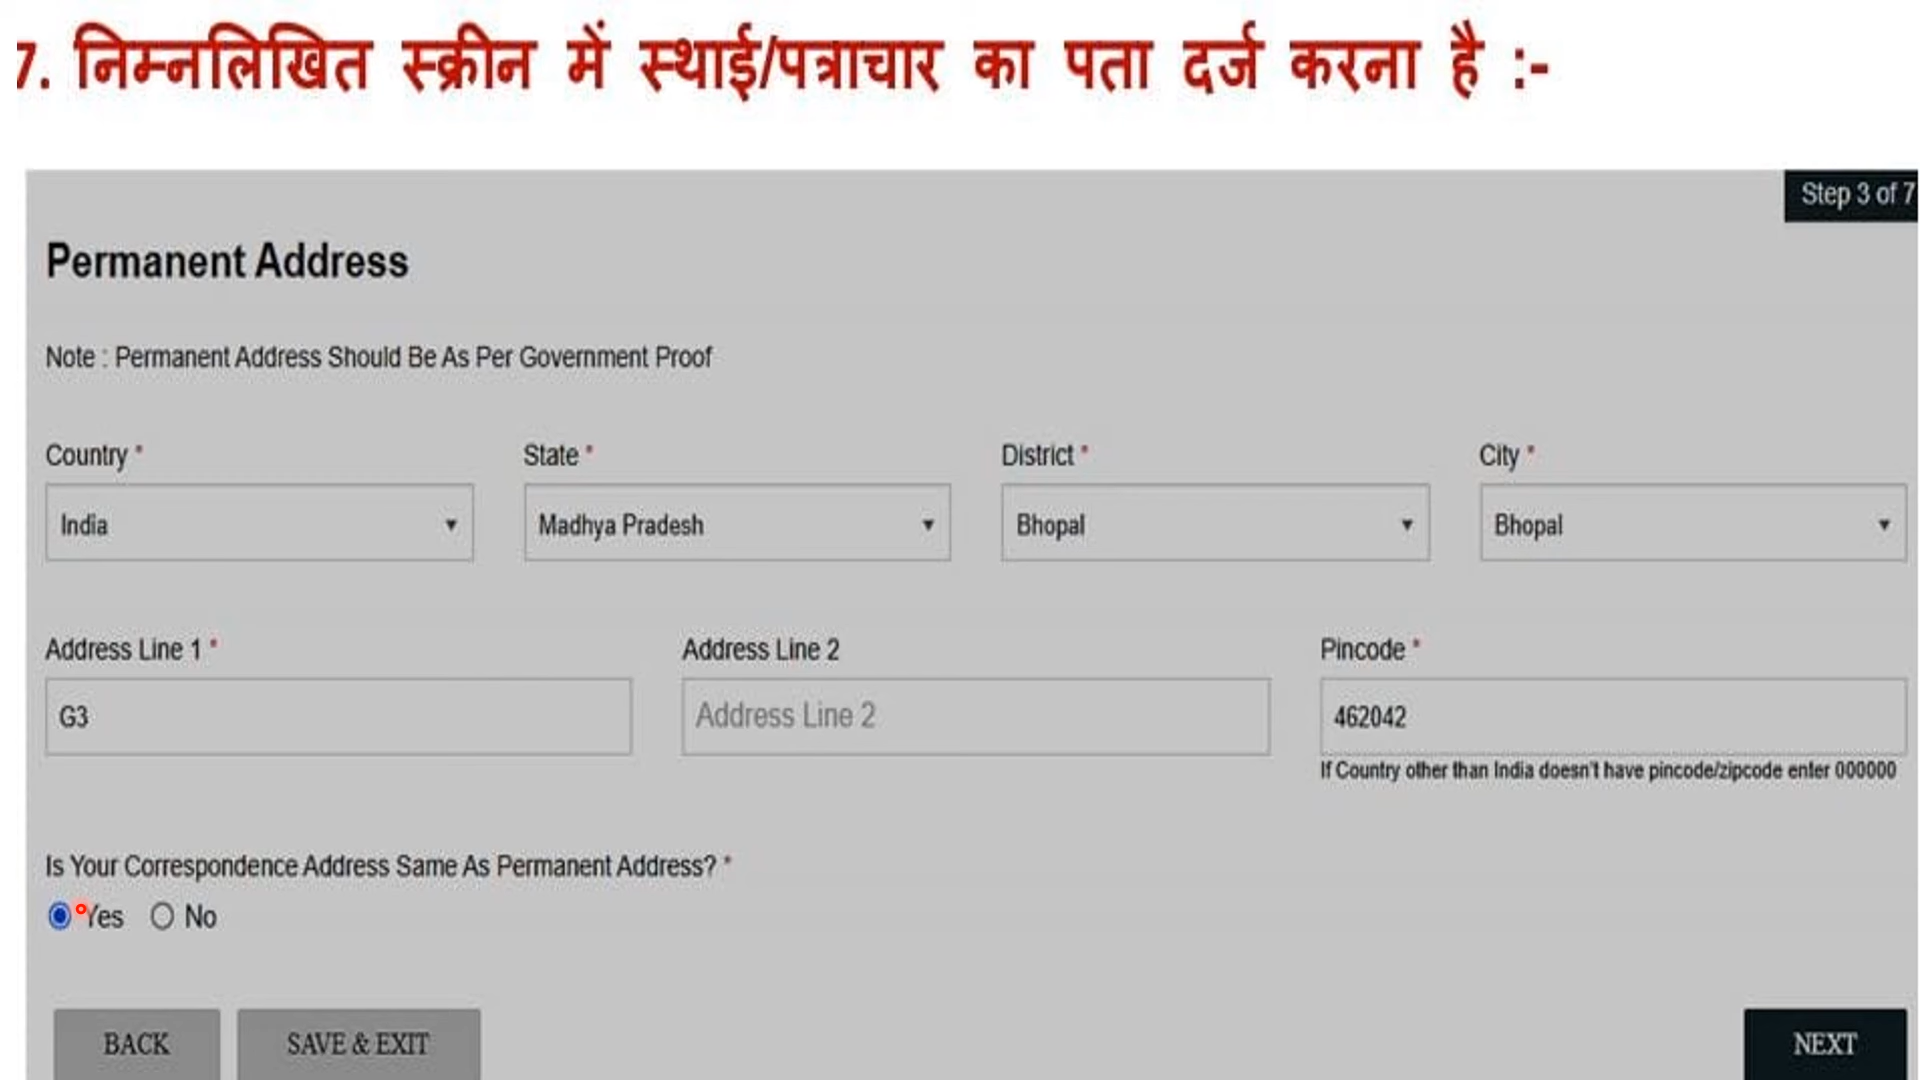 7. निम्नलिखित स्क्रीन में स्थाई/पत्राचार का पता दर्ज करना है :-
Step 3 of 7
Permanent Address
Note : Permanent Address Should Be As Per Government Proof
Country * State * District * City *
India Madhya Pradesh Bhopal Bhopal
Address Line 1 * Address Line 2 Pincode *
G3 Address Line 2 462042
If Country other than India doesn't have pincode/zipcode enter 000000
Is Your Correspondence Address Same As Permanent Address? *
Yes No
BACK SAVE & EXIT NEXT